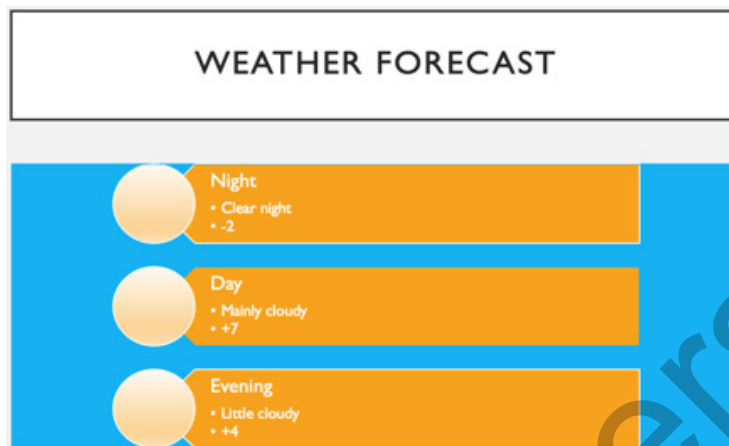 WEATHER FORECAST
Night
• Clear night
• -2
Day
• Mainly cloudy
• +7
Evening
• Little cloudy
• +4